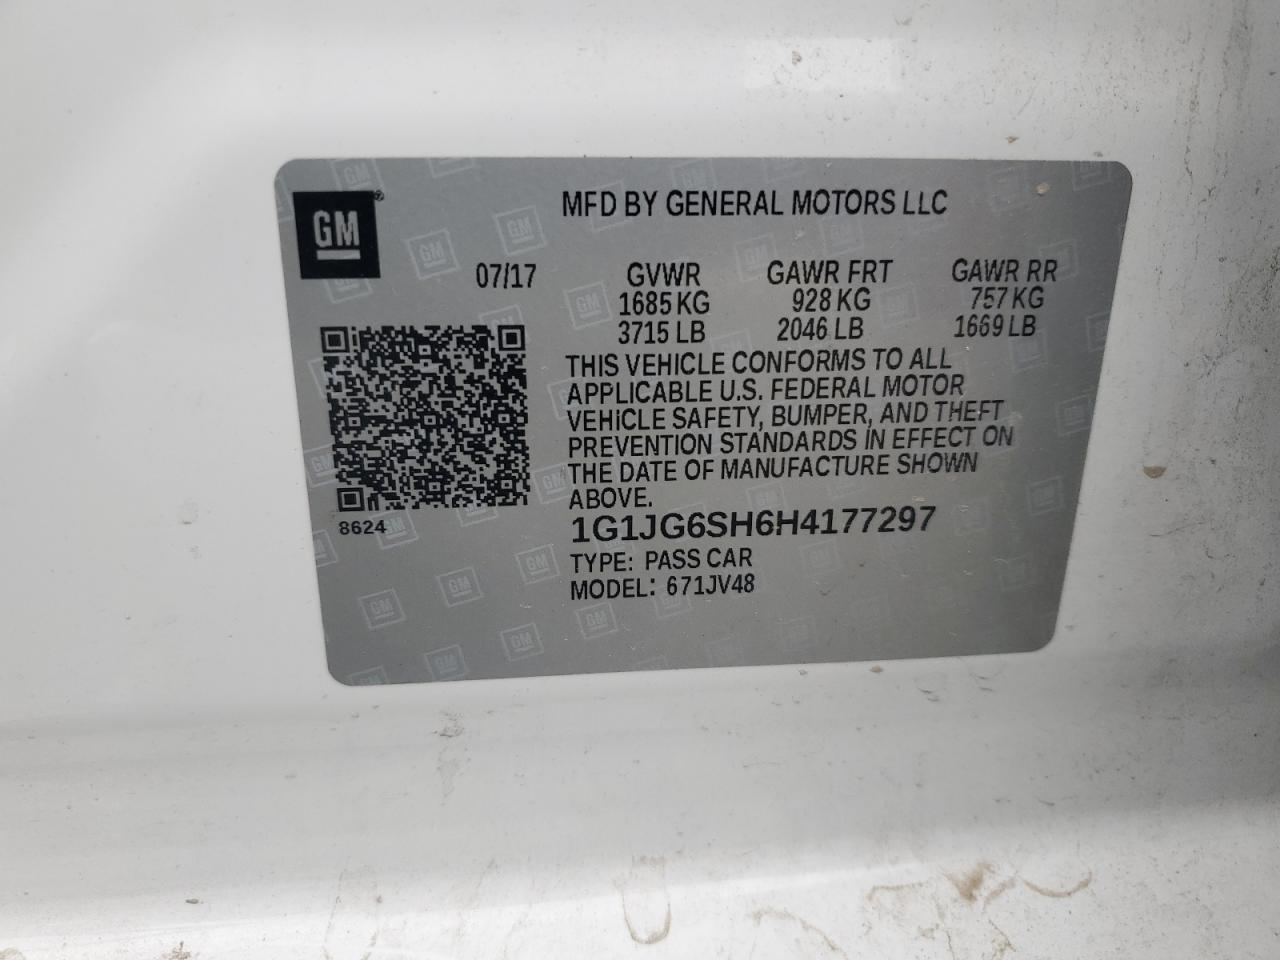 GM
MFD BY GENERAL MOTORS LLC
07/17 GVWR GAWR FRT GAWR RR
1685 KG 928 KG 757 KG
3715 LB 2046 LB 1669 LB
THIS VEHICLE CONFORMS TO ALL
APPLICABLE U.S. FEDERAL MOTOR
VEHICLE SAFETY, BUMPER, AND THEFT
PREVENTION STANDARDS IN EFFECT ON
THE DATE OF MANUFACTURE SHOWN
ABOVE.
8624
1G1JG6SH6H4177297
TYPE: PASS CAR
MODEL: 671JV48